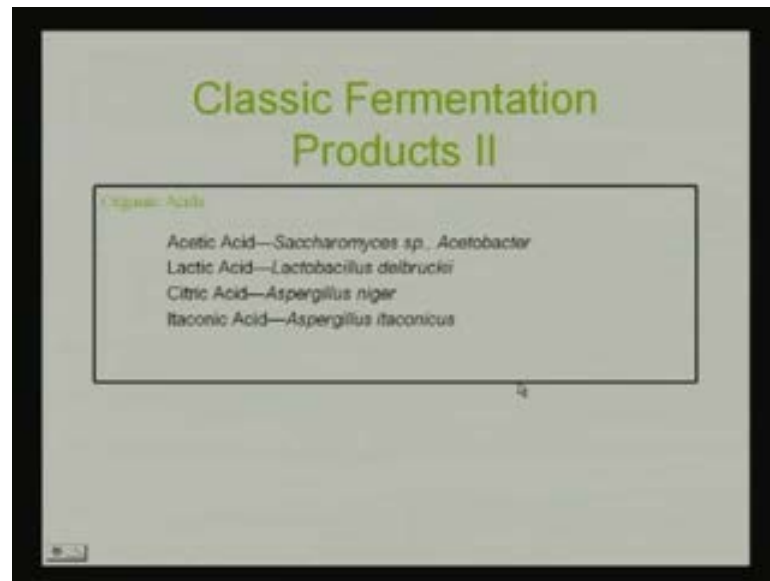 Classic Fermentation
Products II
Organic Acids
Acetic Acid—Saccharomyces sp., Acetobacter
Lactic Acid—Lactobacillus delbruckii
Citric Acid—Aspergillus niger
Itaconic Acid—Aspergillus itaconicus